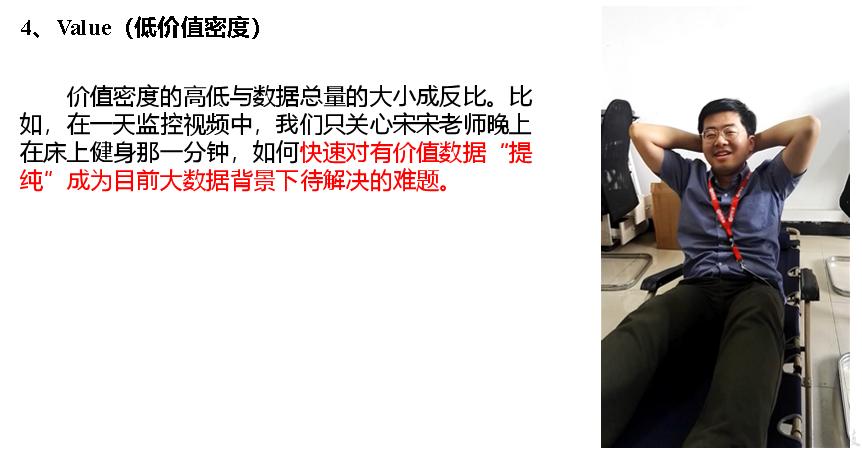 4、Value（低价值密度）
价值密度的高低与数据总量的大小成反比。比
如，在一天监控视频中，我们只关心宋宋老师晚上
在床上健身那一分钟，如何快速对有价值数据“提
纯”成为目前大数据背景下待解决的难题。